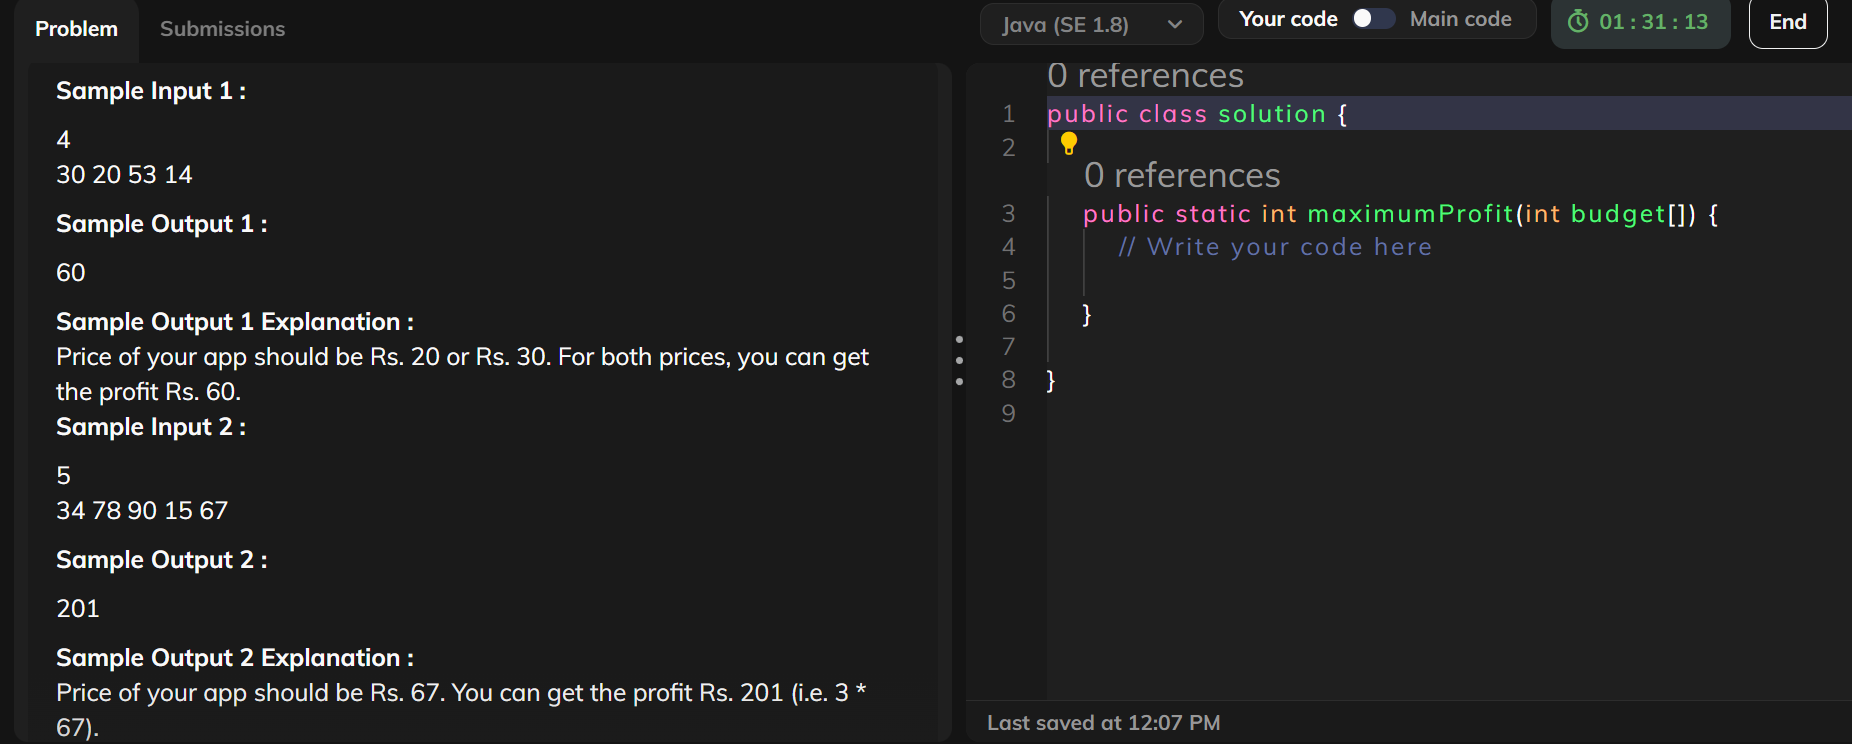 Problem
Submissions
Java (SE 1.8)
Your code
Main code
01 : 31 : 13
End
Sample Input 1 :
4
30 20 53 14
Sample Output 1 :
60
Sample Output 1 Explanation :
Price of your app should be Rs. 20 or Rs. 30. For both prices, you can get
the profit Rs. 60.
Sample Input 2 :
5
34 78 90 15 67
Sample Output 2 :
201
Sample Output 2 Explanation :
Price of your app should be Rs. 67. You can get the profit Rs. 201 (i.e. 3 *
67).
0 references
1 public class solution {
2
0 references
3 public static int maximumProfit(int budget[]) {
4 // Write your code here
5
6 }
7
8 }
9
Last saved at 12:07 PM